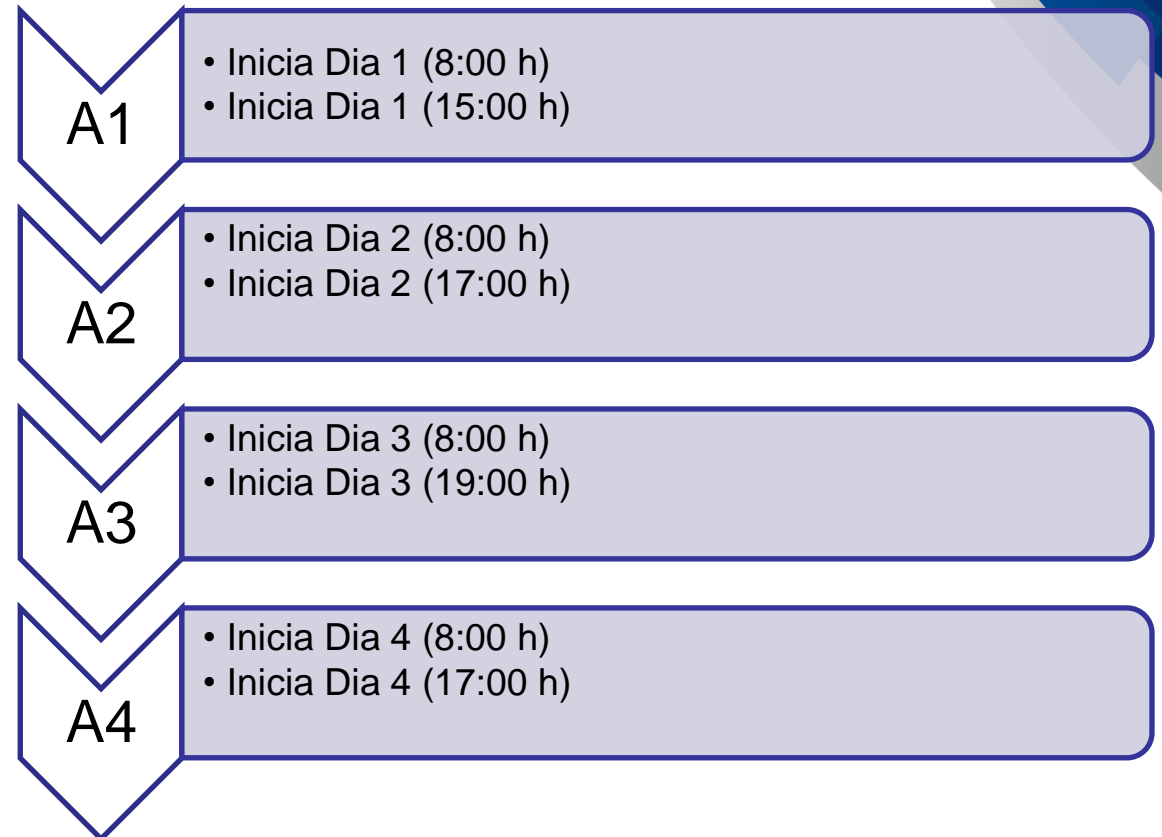 A1
• Inicia Dia 1 (8:00 h)
• Inicia Dia 1 (15:00 h)
A2
• Inicia Dia 2 (8:00 h)
• Inicia Dia 2 (17:00 h)
A3
• Inicia Dia 3 (8:00 h)
• Inicia Dia 3 (19:00 h)
A4
• Inicia Dia 4 (8:00 h)
• Inicia Dia 4 (17:00 h)